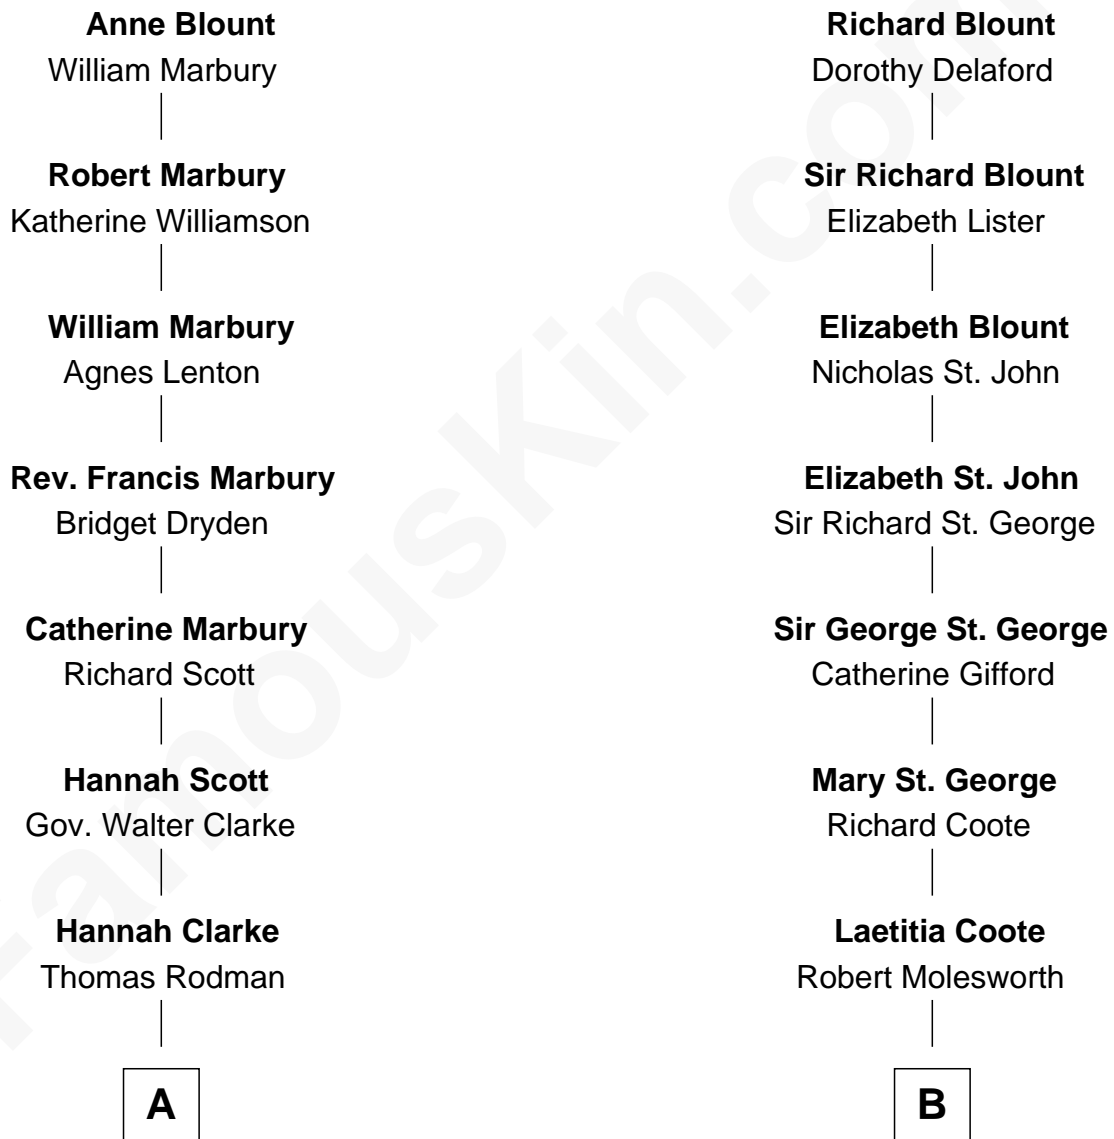 Anne Blount
William Marbury
Robert Marbury
Katherine Williamson
William Marbury
Agnes Lenton
Rev. Francis Marbury
Bridget Dryden
Catherine Marbury
Richard Scott
Hannah Scott
Gov. Walter Clarke
Hannah Clarke
Thomas Rodman
A
Richard Blount
Dorothy Delaford
Sir Richard Blount
Elizabeth Lister
Elizabeth Blount
Nicholas St. John
Elizabeth St. John
Sir Richard St. George
Sir George St. George
Catherine Gifford
Mary St. George
Richard Coote
Laetitia Coote
Robert Molesworth
B
FamousKin.com